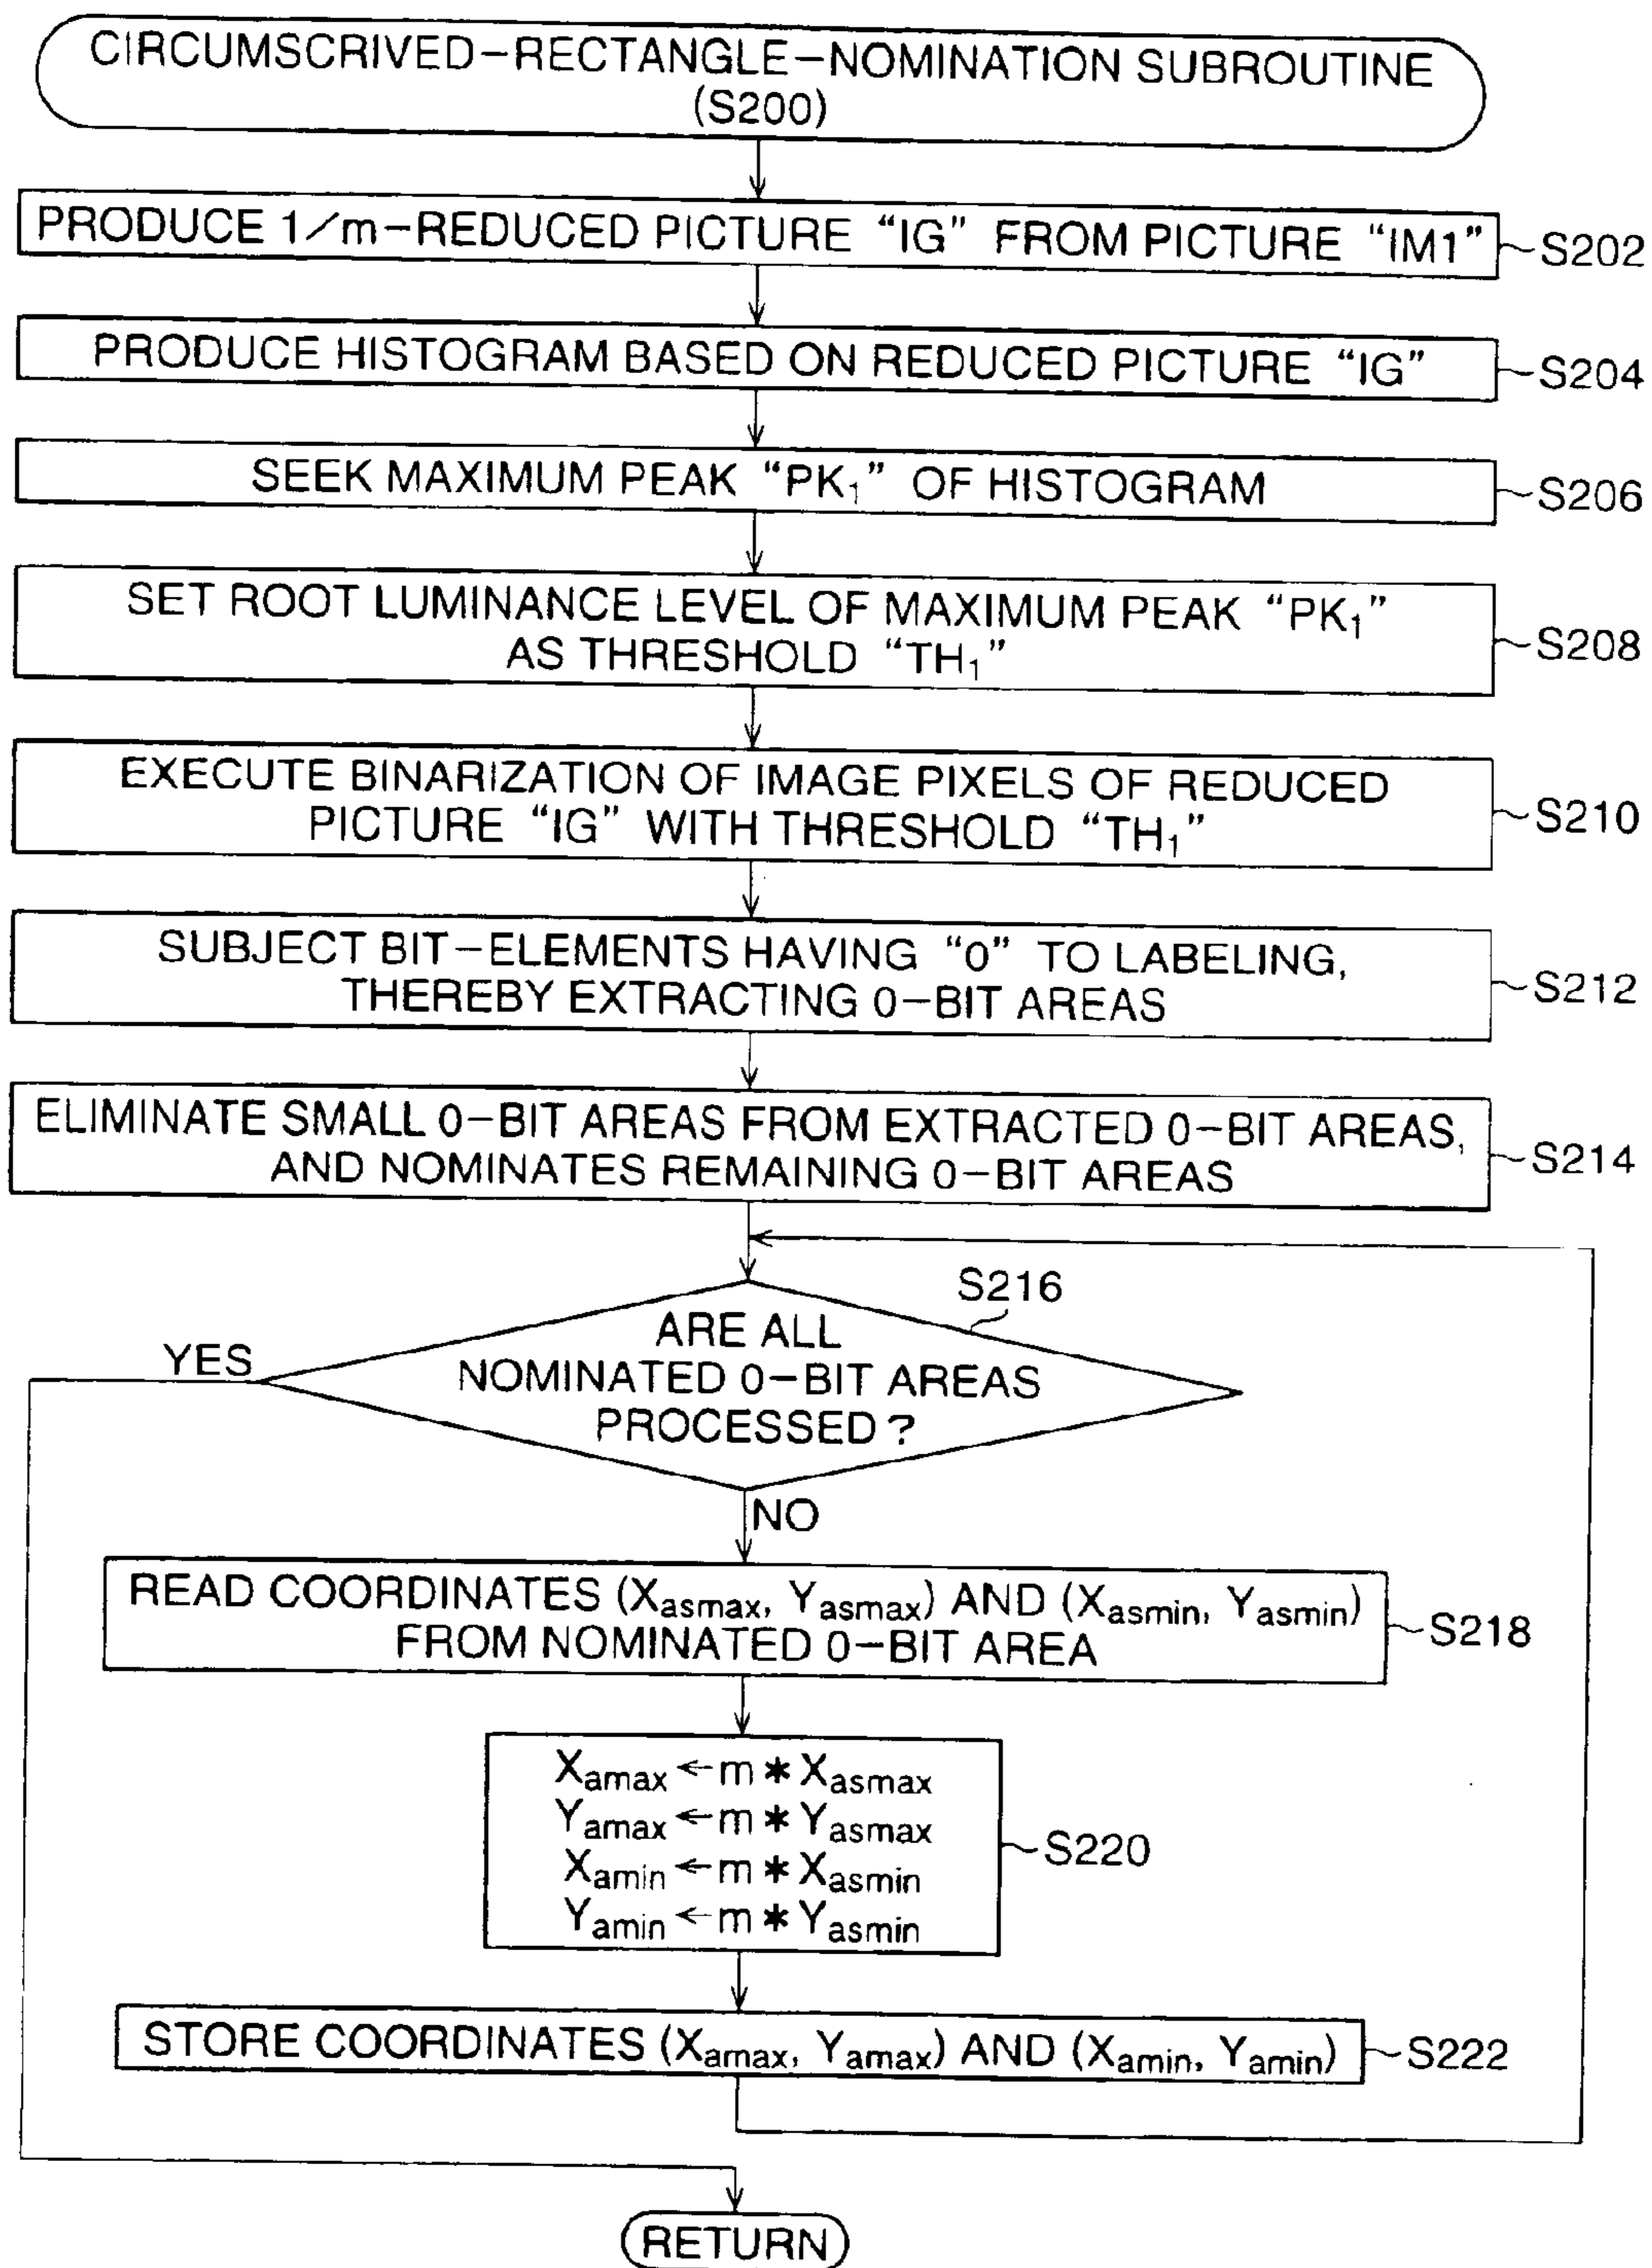 CIRCUMSCRIVED-RECTANGLE-NOMINATION SUBROUTINE
(S200)
PRODUCE 1/m-REDUCED PICTURE “IG” FROM PICTURE “IM1”
S202
PRODUCE HISTOGRAM BASED ON REDUCED PICTURE “IG”
S204
SEEK MAXIMUM PEAK “PK₁” OF HISTOGRAM
S206
SET ROOT LUMINANCE LEVEL OF MAXIMUM PEAK “PK₁”
AS THRESHOLD “TH₁”
S208
EXECUTE BINARIZATION OF IMAGE PIXELS OF REDUCED
PICTURE “IG” WITH THRESHOLD “TH₁”
S210
SUBJECT BIT-ELEMENTS HAVING “0” TO LABELING,
THEREBY EXTRACTING 0-BIT AREAS
S212
ELIMINATE SMALL 0-BIT AREAS FROM EXTRACTED 0-BIT AREAS,
AND NOMINATES REMAINING 0-BIT AREAS
S214
S216
ARE ALL
NOMINATED 0-BIT AREAS
PROCESSED?
YES
NO
READ COORDINATES (Xasmax, Yasmax) AND (Xasmin, Yasmin)
FROM NOMINATED 0-BIT AREA
S218
Xamax ← m * Xasmax
Yamax ← m * Yasmax
Xamin ← m * Xasmin
Yamin ← m * Yasmin
S220
STORE COORDINATES (Xamax, Yamax) AND (Xamin, Yamin)
S222
RETURN